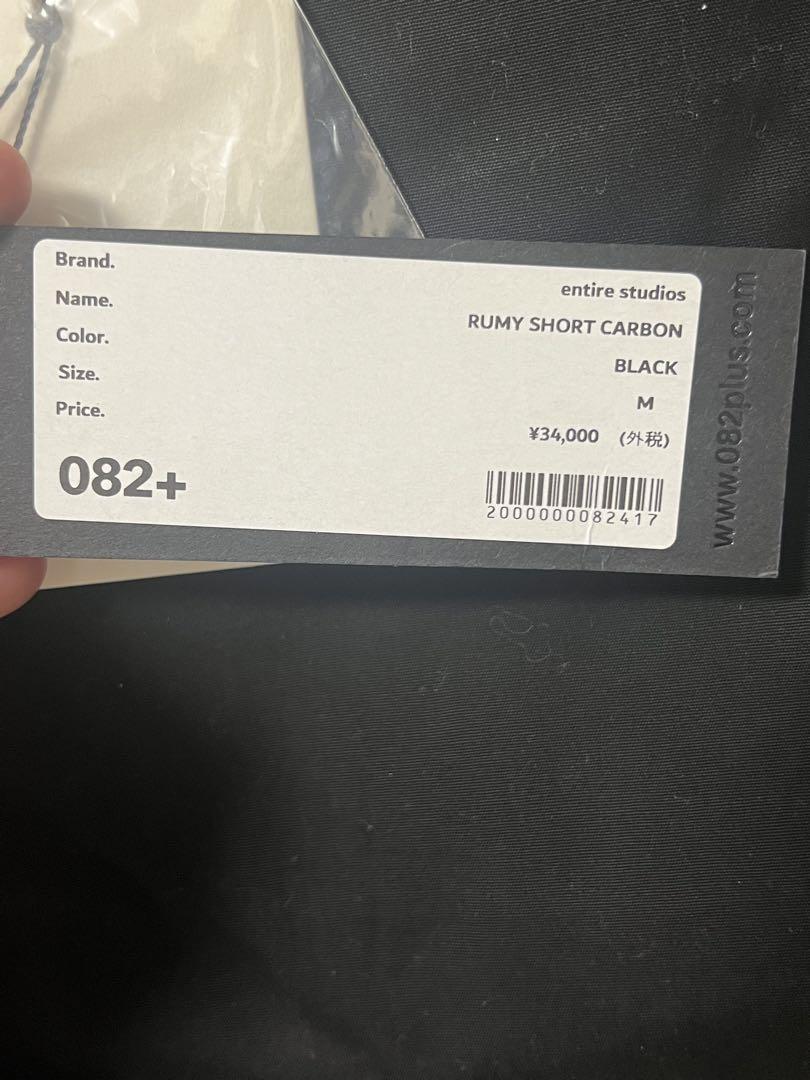 Brand. entire studios
Name. RUMY SHORT CARBON
Color. BLACK
Size. M
Price. ¥34,000 (外税)
082+
2000000082417
www.082plus.com